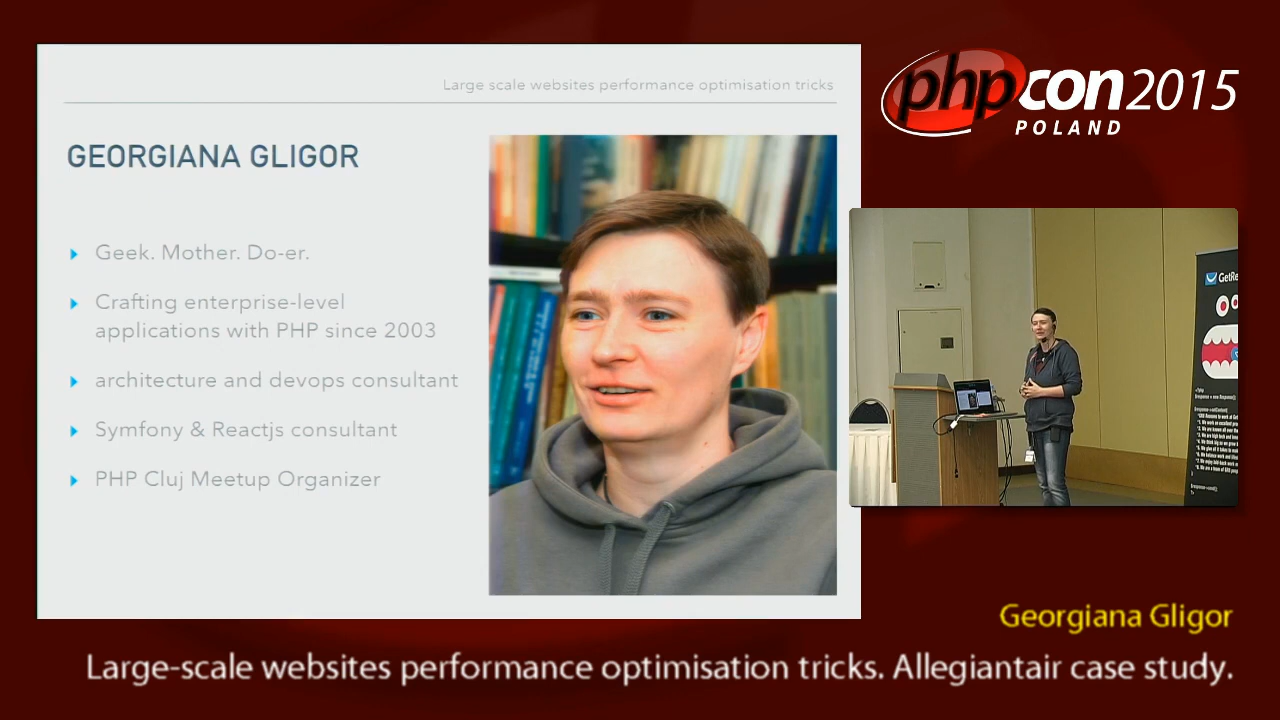 Large scale websites performance optimisation tricks
GEORGIANA GLIGOR
Geek. Mother. Do-er.
Crafting enterprise-level
applications with PHP since 2003
architecture and devops consultant
Symfony & Reactjs consultant
PHP Cluj Meetup Organizer
phpcon2015
POLAND
Georgiana Gligor
Large-scale websites performance optimisation tricks. Allegiantair case study.